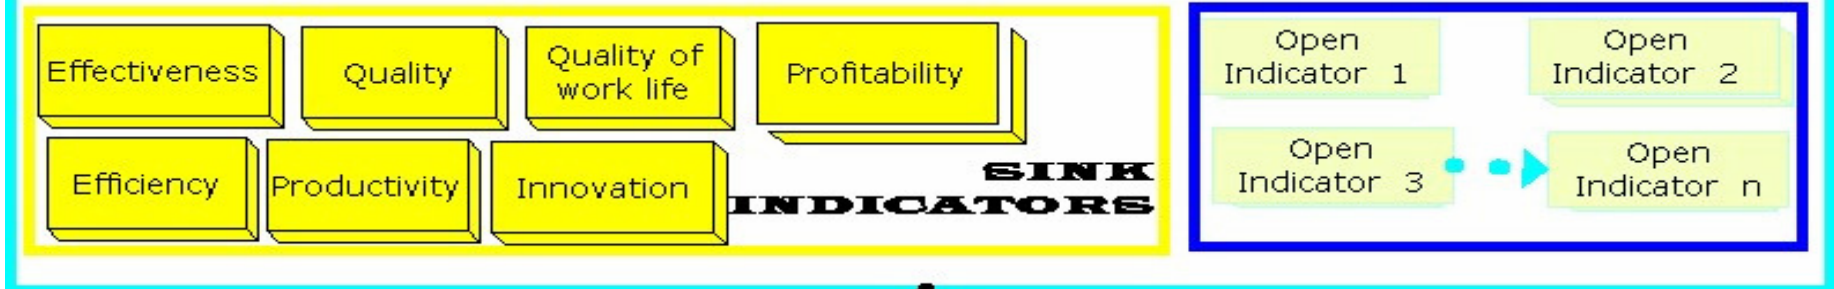 Effectiveness
Quality
Quality of
work life
Profitability
Efficiency
Productivity
Innovation
SINK
INDICATORS
Open
Indicator 1
Open
Indicator 2
Open
Indicator 3
Open
Indicator n